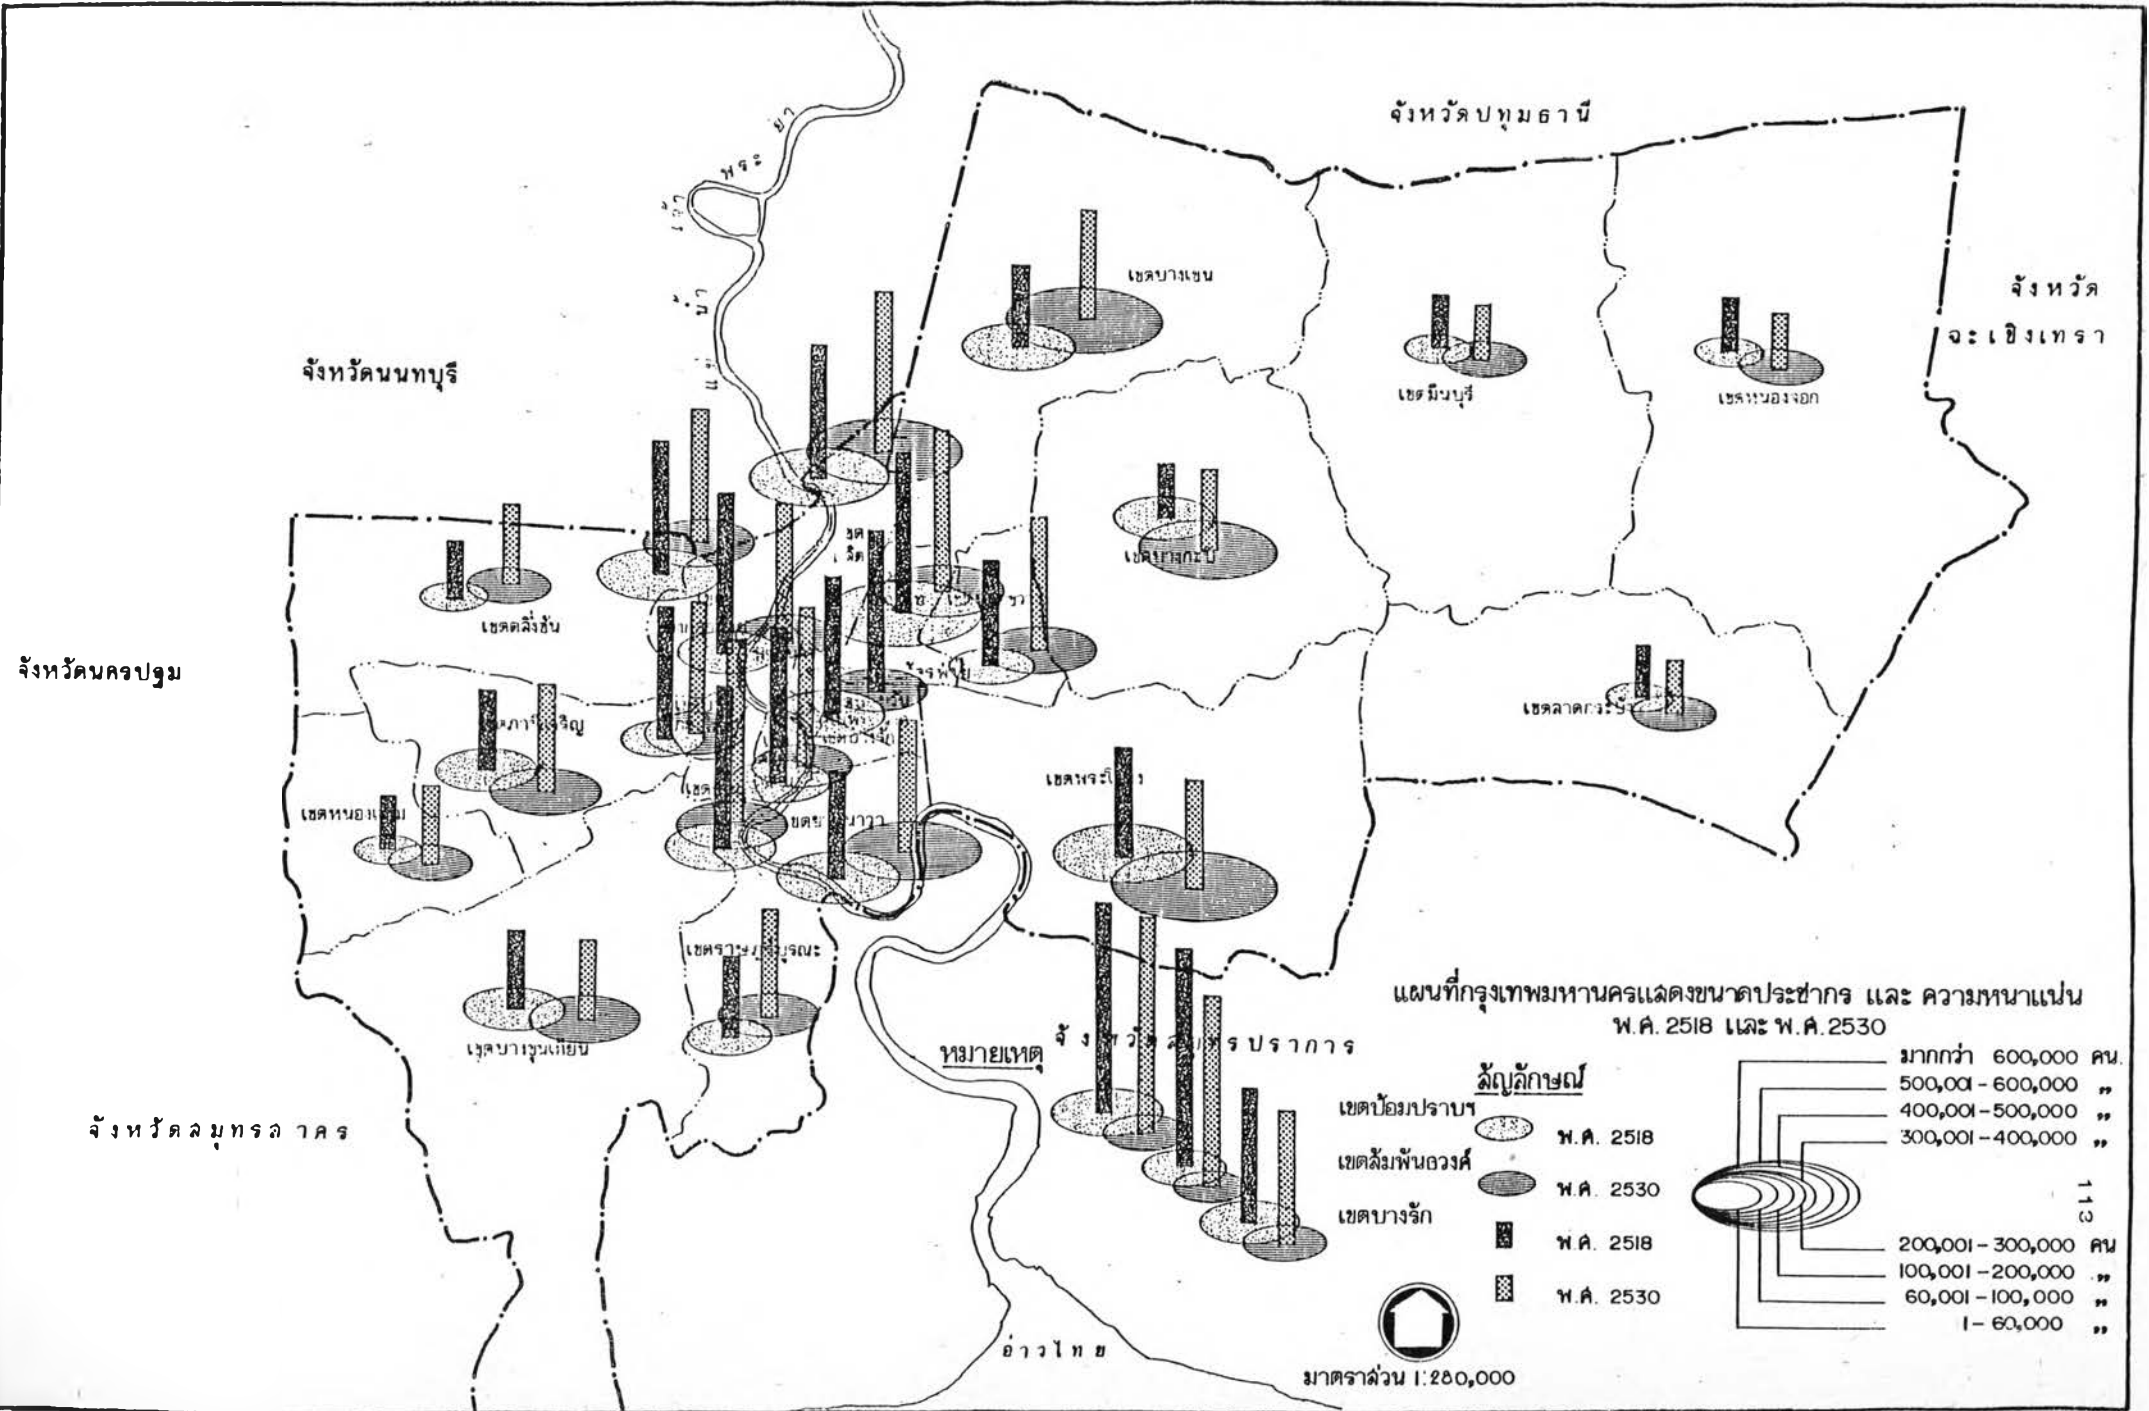 จังหวัดปทุมธานี
พระ
ยา
เจ้า
น้ำ
แม่
เขตบางเขน
จังหวัด
ฉะเชิงเทรา
จังหวัดนนทบุรี
เขตมีนบุรี
เขตหนองจอก
เขตบางกะปิ
เขตตลิ่งชัน
จังหวัดนครปฐม
เขตลาดกระบัง
เขตบางรัก
เขตราษฎร์บูรณะ
เขตบางขุนเทียน
จังหวัดสมุทรปราการ
จังหวัดสมุทรสาคร
แผนที่กรุงเทพมหานครแสดงขนาดประชากร และ ความหนาแน่น
พ.ศ. 2518 และ พ.ศ. 2530
หมายเหตุ
เขตป้อมปราบฯ
เขตสัมพันธวงศ์
เขตบางรัก
สัญลักษณ์
พ.ศ. 2518
พ.ศ. 2530
พ.ศ. 2518
พ.ศ. 2530
มากกว่า 600,000 คน.
500,001-600,000 "
400,001-500,000 "
300,001-400,000 "
200,001-300,000 คน
100,001-200,000 "
60,001-100,000 "
1-60,000 "
113
อ่าวไทย
มาตราส่วน 1:280,000